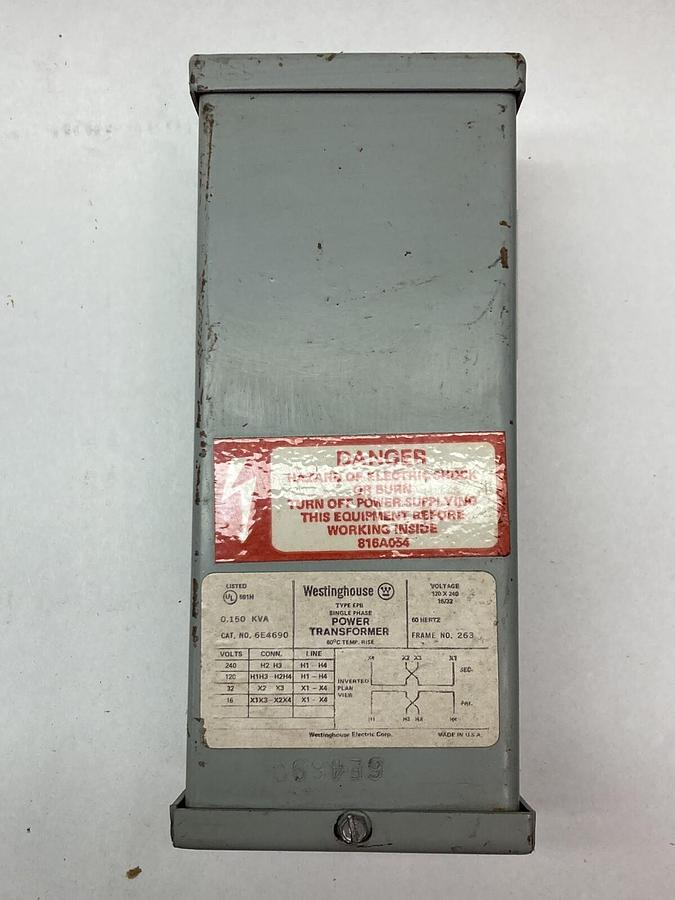 DANGER
HAZARD OF ELECTRIC SHOCK
OR BURN
TURN OFF POWER SUPPLYING
THIS EQUIPMENT BEFORE
WORKING INSIDE
816A054
LISTED
UL 591H
0.150 KVA
CAT. NO. 6E4690
Westinghouse W
TYPE EPB
SINGLE PHASE
POWER
TRANSFORMER
80°C TEMP. RISE
VOLTAGE
120 X 240
16/32
60 HERTZ
FRAME NO. 263
VOLTS CONN. LINE
240 H2 H3 H1 - H4
120 H1H3 - H2H4 H1 - H4
32 X2 X3 X1 - X4
16 X1X3 - X2X4 X1 - X4
INVERTED
PLAN
VIEW
X4 X2 X3 X1
SEC.
PRI.
H1 H3 H2 H4
Westinghouse Electric Corp. MADE IN U.S.A.
6E4690